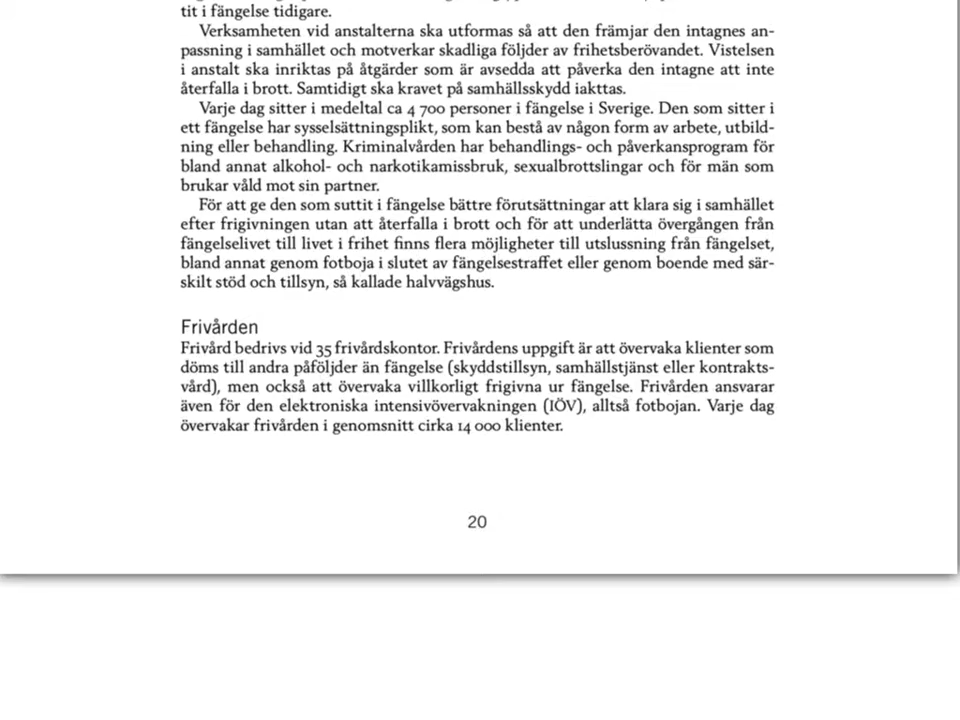 tit i fängelse tidigare.
Verksamheten vid anstalterna ska utformas så att den främjar den intagnes an-
passning i samhället och motverkar skadliga följder av frihetsberövandet. Vistelsen
i anstalt ska inriktas på åtgärder som är avsedda att påverka den intagne att inte
återfalla i brott. Samtidigt ska kravet på samhällsskydd iakttas.
Varje dag sitter i medeltal ca 4 700 personer i fängelse i Sverige. Den som sitter i
ett fängelse har sysselsättningsplikt, som kan bestå av någon form av arbete, utbild-
ning eller behandling. Kriminalvården har behandlings- och påverkansprogram för
bland annat alkohol- och narkotikamissbruk, sexualbrottslingar och för män som
brukar våld mot sin partner.
För att ge den som suttit i fängelse bättre förutsättningar att klara sig i samhället
efter frigivningen utan att återfalla i brott och för att underlätta övergången från
fängelselivet till livet i frihet finns flera möjligheter till utslussning från fängelset,
bland annat genom fotboja i slutet av fängelsestraffet eller genom boende med sär-
skilt stöd och tillsyn, så kallade halvvägshus.
Frivården
Frivård bedrivs vid 35 frivårdskontor. Frivårdens uppgift är att övervaka klienter som
döms till andra påföljder än fängelse (skyddstillsyn, samhällstjänst eller kontrakts-
vård), men också att övervaka villkorligt frigivna ur fängelse. Frivården ansvarar
även för den elektroniska intensivövervakningen (IÖV), alltså fotbojan. Varje dag
övervakar frivården i genomsnitt cirka 14 000 klienter.
20